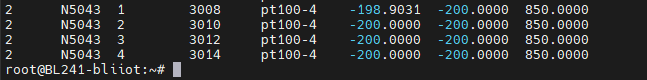 2 N5043 1 3008 pt100-4 -198.9031 -200.0000 850.0000
2 N5043 2 3010 pt100-4 -200.0000 -200.0000 850.0000
2 N5043 3 3012 pt100-4 -200.0000 -200.0000 850.0000
2 N5043 4 3014 pt100-4 -200.0000 -200.0000 850.0000
root@BL241-bliiot:~#